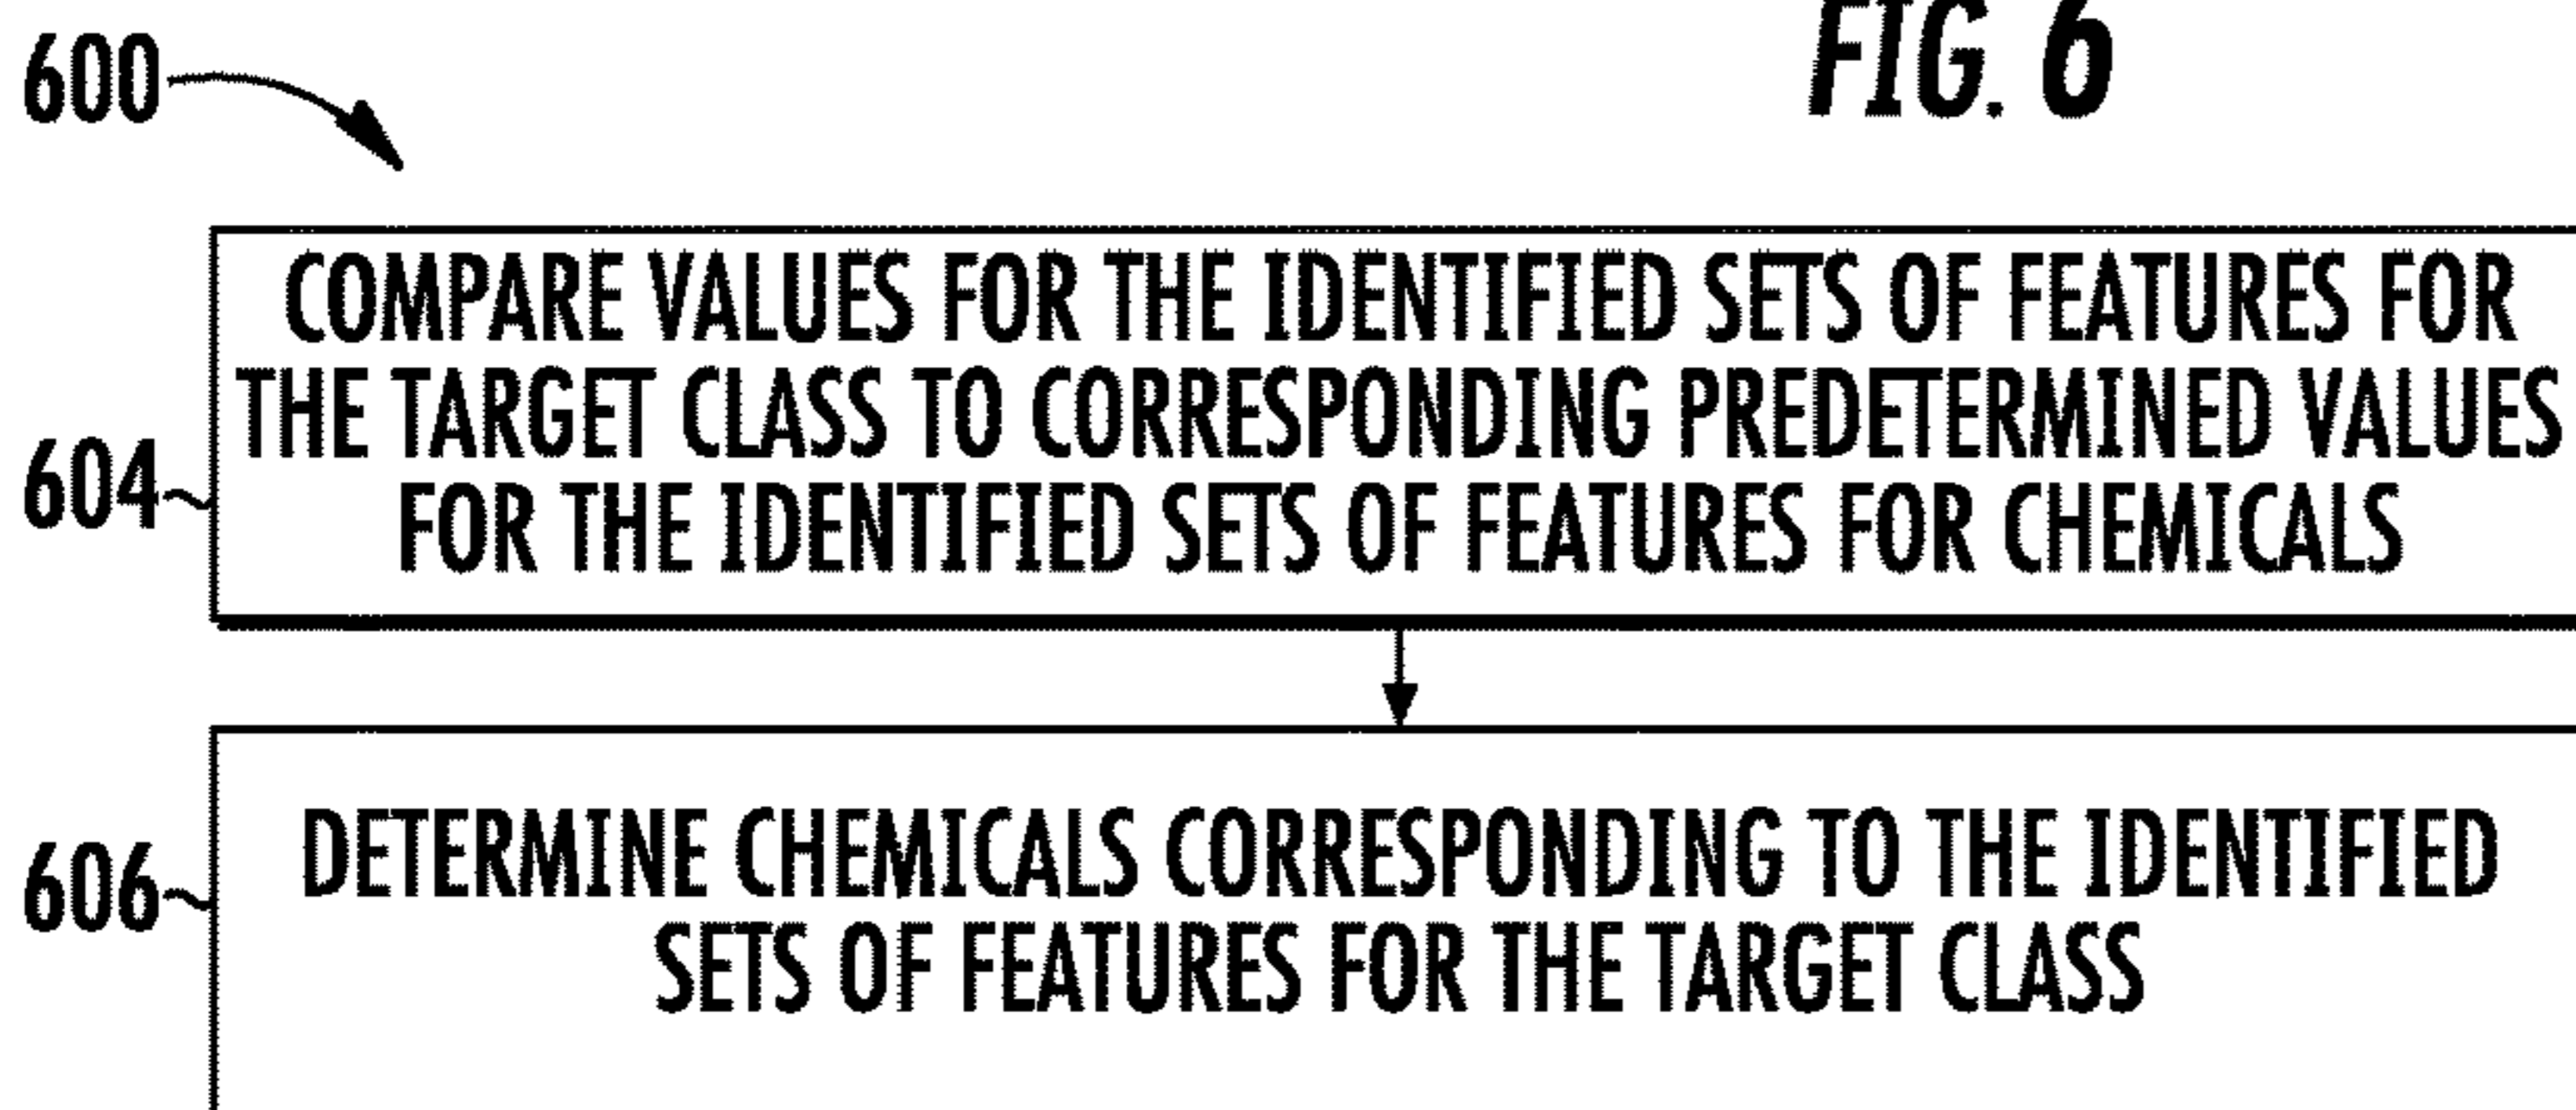 FIG. 6
600
COMPARE VALUES FOR THE IDENTIFIED SETS OF FEATURES FOR
THE TARGET CLASS TO CORRESPONDING PREDETERMINED VALUES
FOR THE IDENTIFIED SETS OF FEATURES FOR CHEMICALS
604
DETERMINE CHEMICALS CORRESPONDING TO THE IDENTIFIED
SETS OF FEATURES FOR THE TARGET CLASS
606